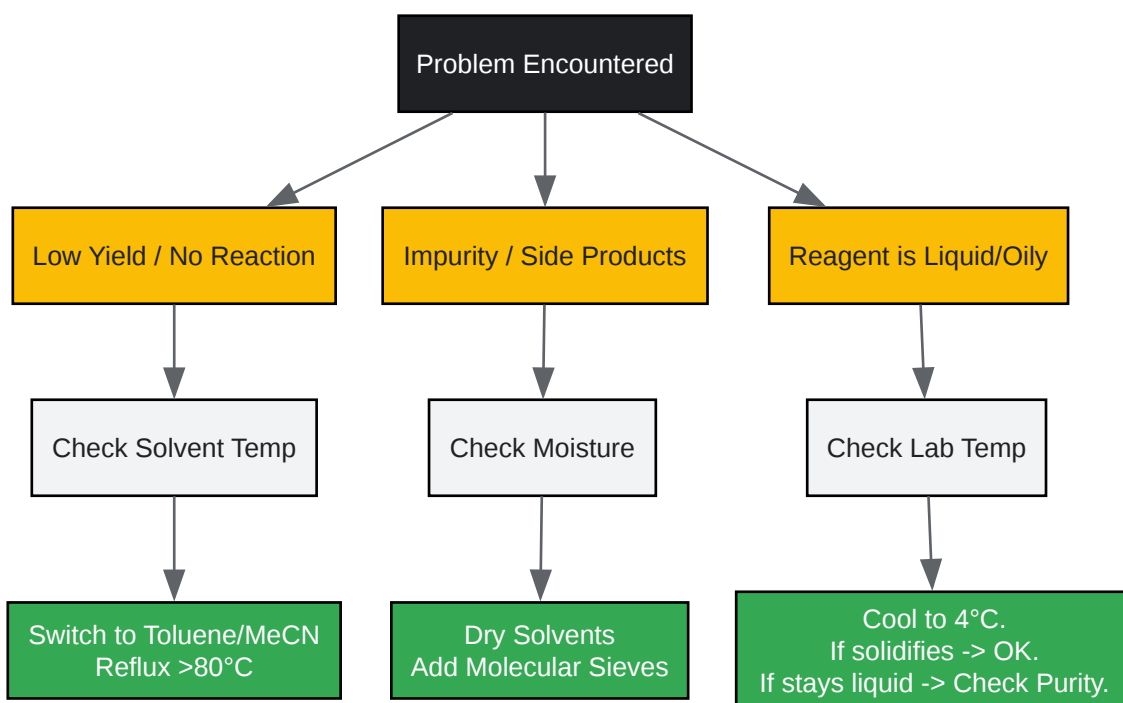 Problem Encountered
Low Yield / No Reaction
Impurity / Side Products
Reagent is Liquid/Oily
Check Solvent Temp
Check Moisture
Check Lab Temp
Switch to Toluene/MeCN
Reflux >80°C
Dry Solvents
Add Molecular Sieves
Cool to 4°C.
If solidifies -> OK.
If stays liquid -> Check Purity.